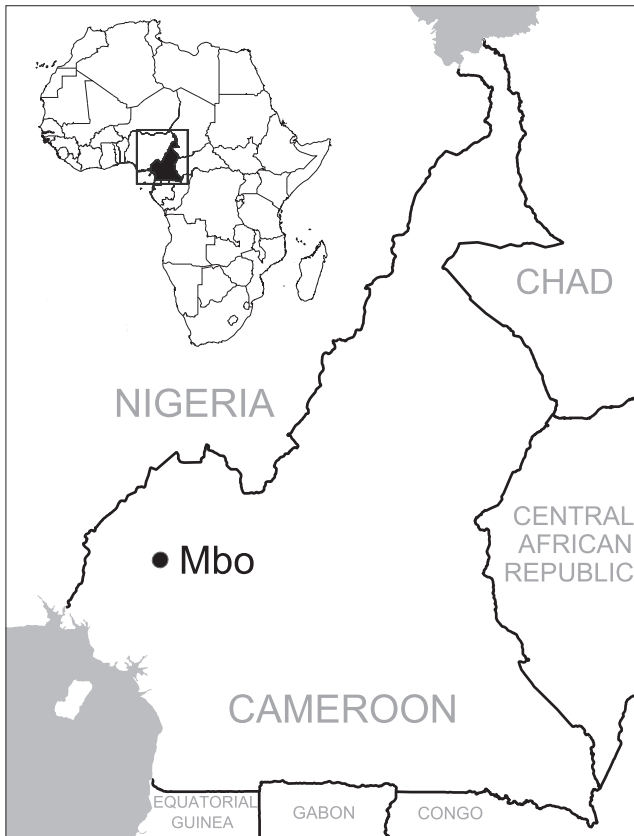 CHAD
NIGERIA
CENTRAL
AFRICAN
REPUBLIC
Mbo
CAMEROON
EQUATORIAL
GUINEA
GABON
CONGO